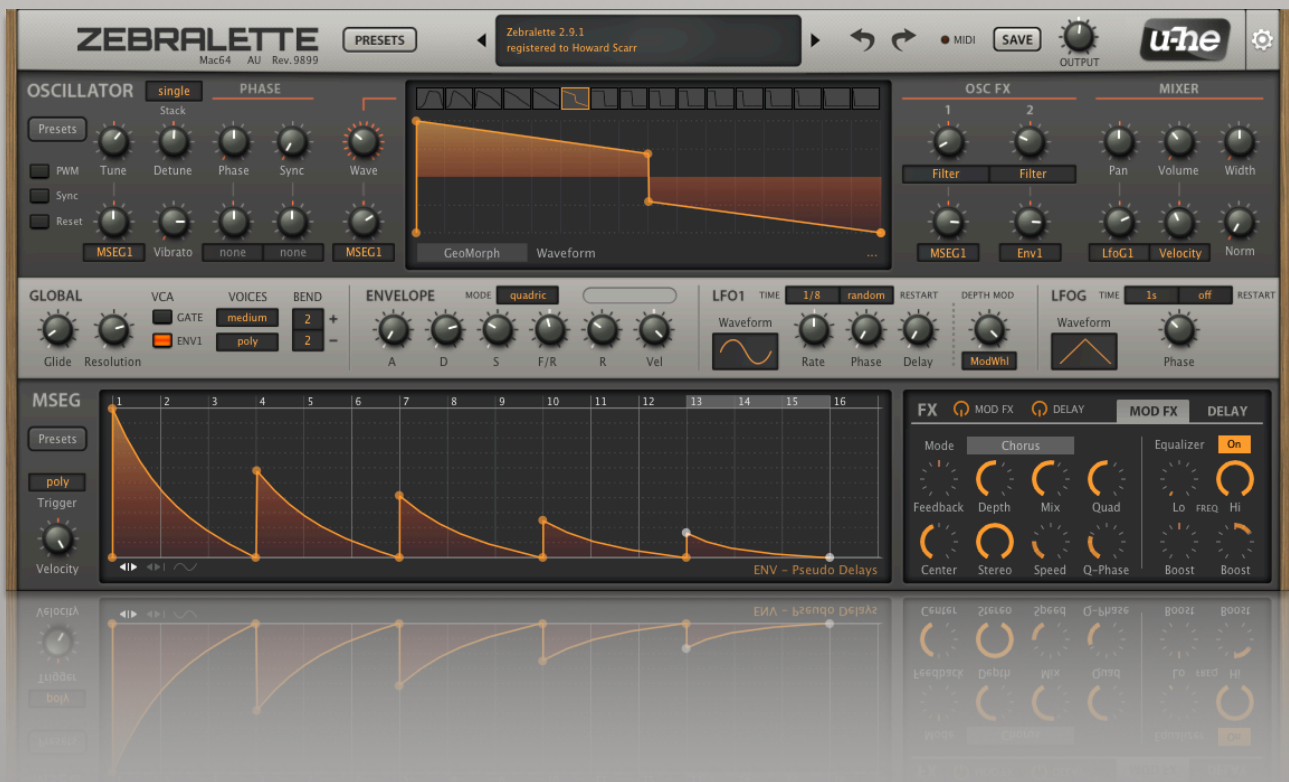 ZEBRALETTE
Mac64 AU Rev.9899
PRESETS
Zebralette 2.9.1
registered to Howard Scarr
MIDI
SAVE
OUTPUT
u-he
OSCILLATOR single PHASE
Stack
Presets
PWM Tune Detune Phase Sync Wave
Sync
Reset
MSEG1 Vibrato none none MSEG1
GeoMorph Waveform ...
OSC FX MIXER
1 2
Filter Filter Pan Volume Width
MSEG1 Env1 LfoG1 Velocity Norm
GLOBAL VCA VOICES BEND
GATE medium 2 +
ENV1 poly 2 -
Glide Resolution
ENVELOPE MODE quadric
A D S F/R R Vel
LFO1 TIME 1/8 random RESTART DEPTH MOD
Waveform
Rate Phase Delay ModWhl
LFOG TIME 1s off RESTART
Waveform
Phase
MSEG
Presets
poly
Trigger
Velocity
1 2 3 4 5 6 7 8 9 10 11 12 13 14 15 16
ENV - Pseudo Delays
FX MOD FX DELAY MOD FX DELAY
Mode Chorus Equalizer On
Feedback Depth Mix Quad Lo FREQ Hi
Center Stereo Speed Q-Phase Boost Boost